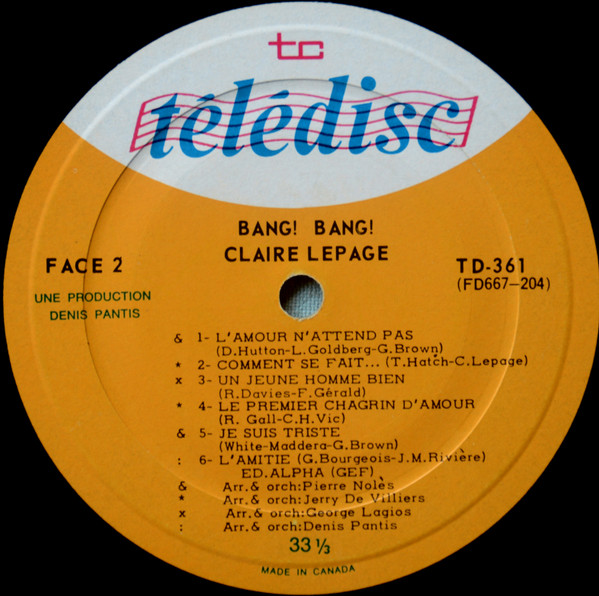 tc
télédisc
BANG! BANG!
CLAIRE LEPAGE
FACE 2
TD-361
(FD667-204)
UNE PRODUCTION
DENIS PANTIS
& 1- L'AMOUR N'ATTEND PAS
(D.Hutton-L.Goldberg-G.Brown)
* 2- COMMENT SE FAIT... (T.Hatch-C.Lepage)
x 3- UN JEUNE HOMME BIEN
(R.Davies-F.Gérald)
* 4- LE PREMIER CHAGRIN D'AMOUR
(R. Gall-C.H.Vic)
& 5- JE SUIS TRISTE
(White-Maddera-G.Brown)
: 6- L'AMITIE (G.Bourgeois-J.M.Rivière)
ED.ALPHA (GEF)
& Arr.& orch:Pierre Nolès
* Arr.& orch:Jerry De Villiers
x Arr.& orch:George Lagios
: Arr.& orch:Denis Pantis
33 ⅓
MADE IN CANADA